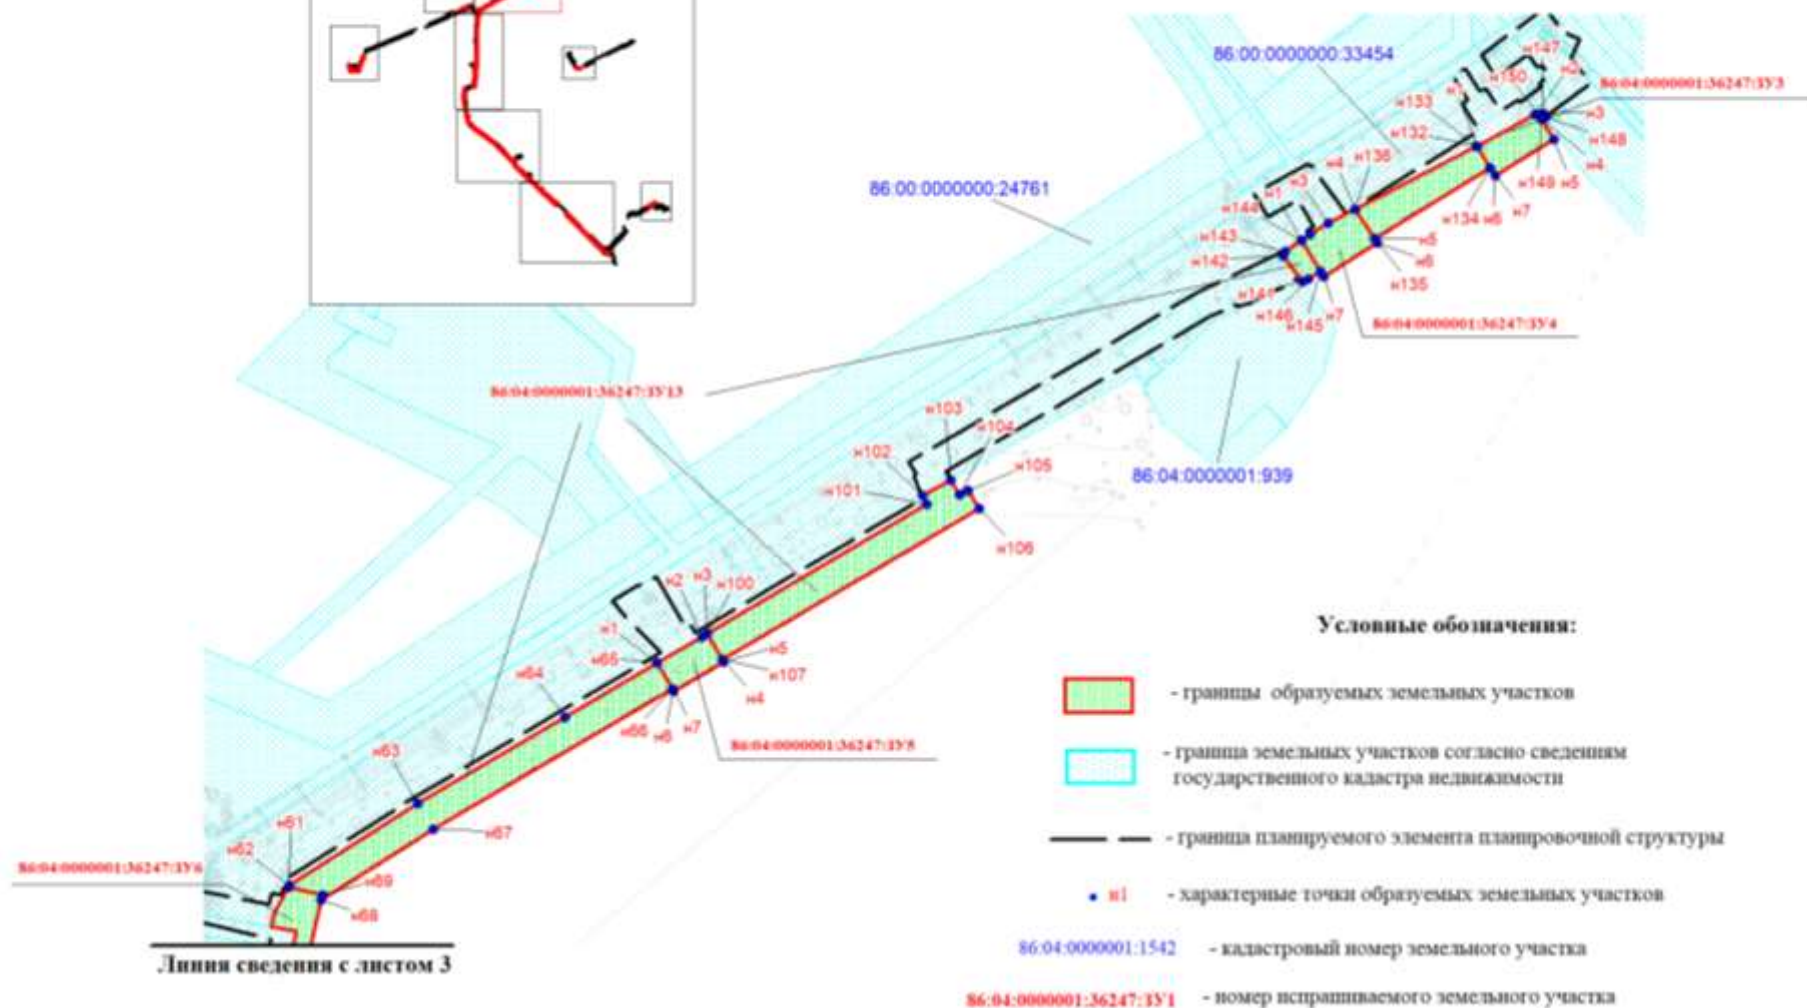 86:00:0000000:33454
н147
н2
н150
86:04:0000001:36247:ЗУ3
н1
н133
н3
н132
н148
н4
н136
н4
86:00:0000000:24761
н3
н149
н5
н1
н144
н134
н6
н7
н143
н5
н142
н6
н135
н141
н146
н145
н7
86:04:0000001:36247:ЗУ4
86:04:0000001:36247:ЗУ13
н103
н104
н102
н105
86:04:0000001:939
н101
н106
н2
н3
н100
н1
Условные обозначения:
н65
н5
н107
н64
н4
- границы образуемых земельных участков
н66
н6
н7
86:04:0000001:36247:ЗУ5
н63
- граница земельных участков согласно сведениям
государственного кадастра недвижимости
н61
н67
- граница планируемого элемента планировочной структуры
н62
86:04:0000001:36247:ЗУ6
н69
н1
- характерные точки образуемых земельных участков
н68
86:04:0000001:1542
- кадастровый номер земельного участка
Линия сведения с листом 3
86:04:0000001:36247:ЗУ1
- номер испрашиваемого земельного участка